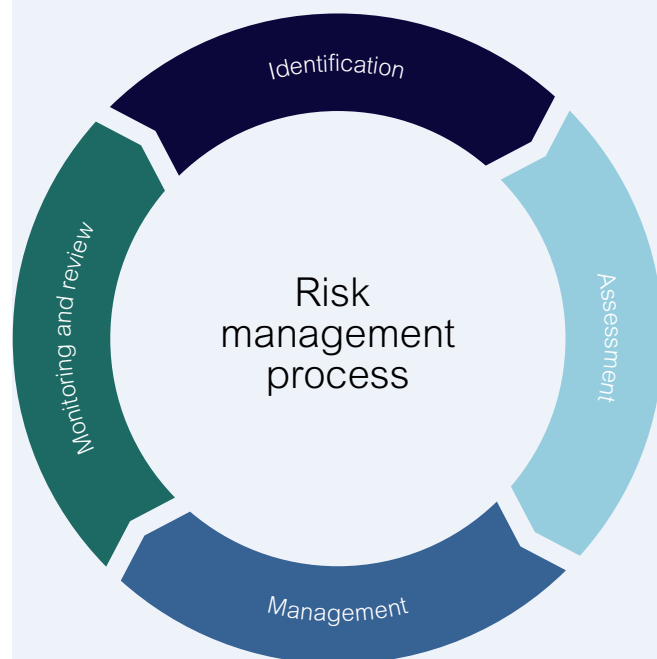 Identification
Assessment
Management
Monitoring and review
Risk
management
process